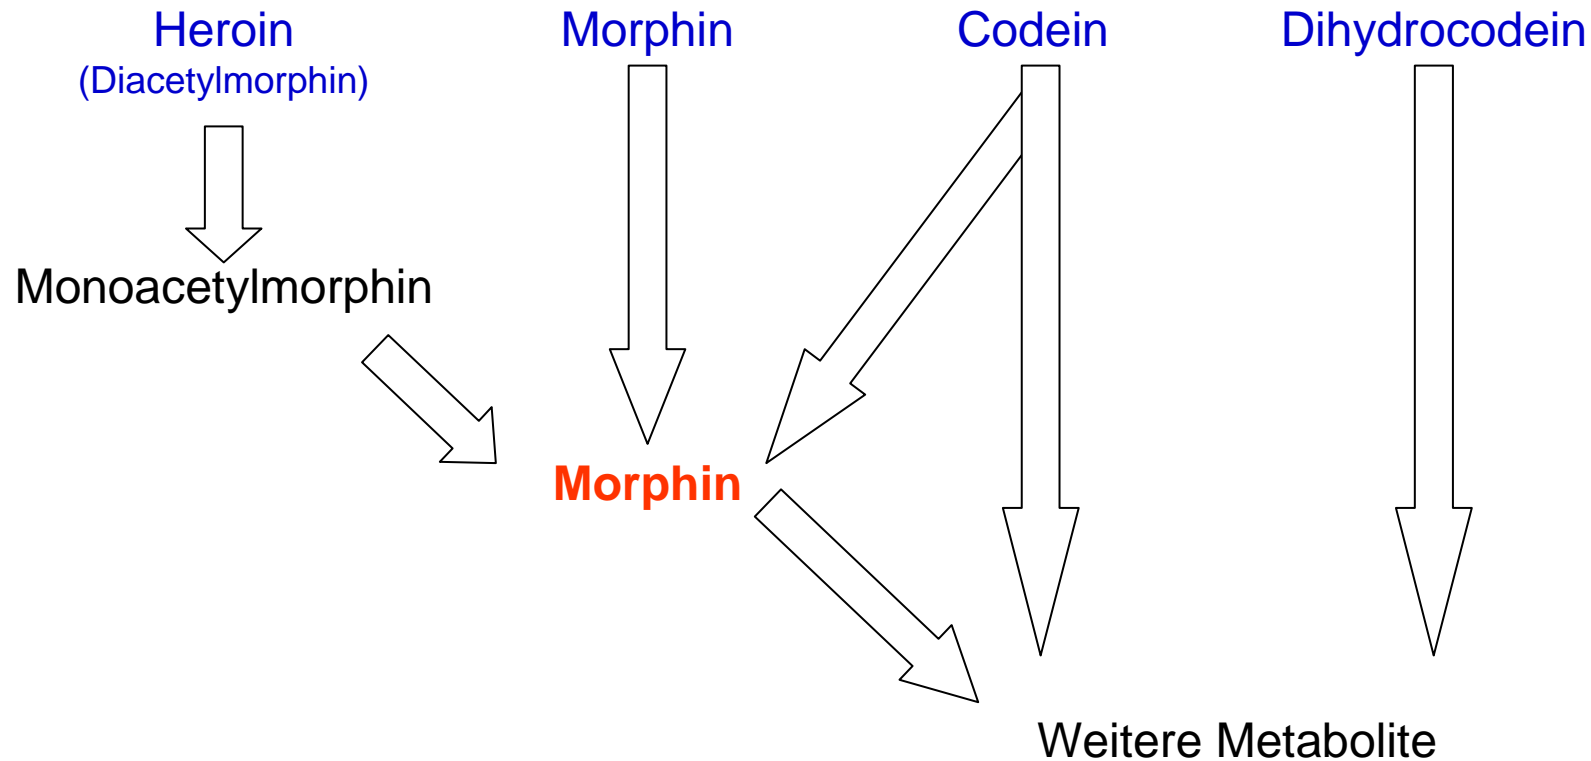 Heroin
(Diacetylmorphin)
Morphin
Codein
Dihydrocodein
Monoacetylmorphin
Morphin
Weitere Metabolite